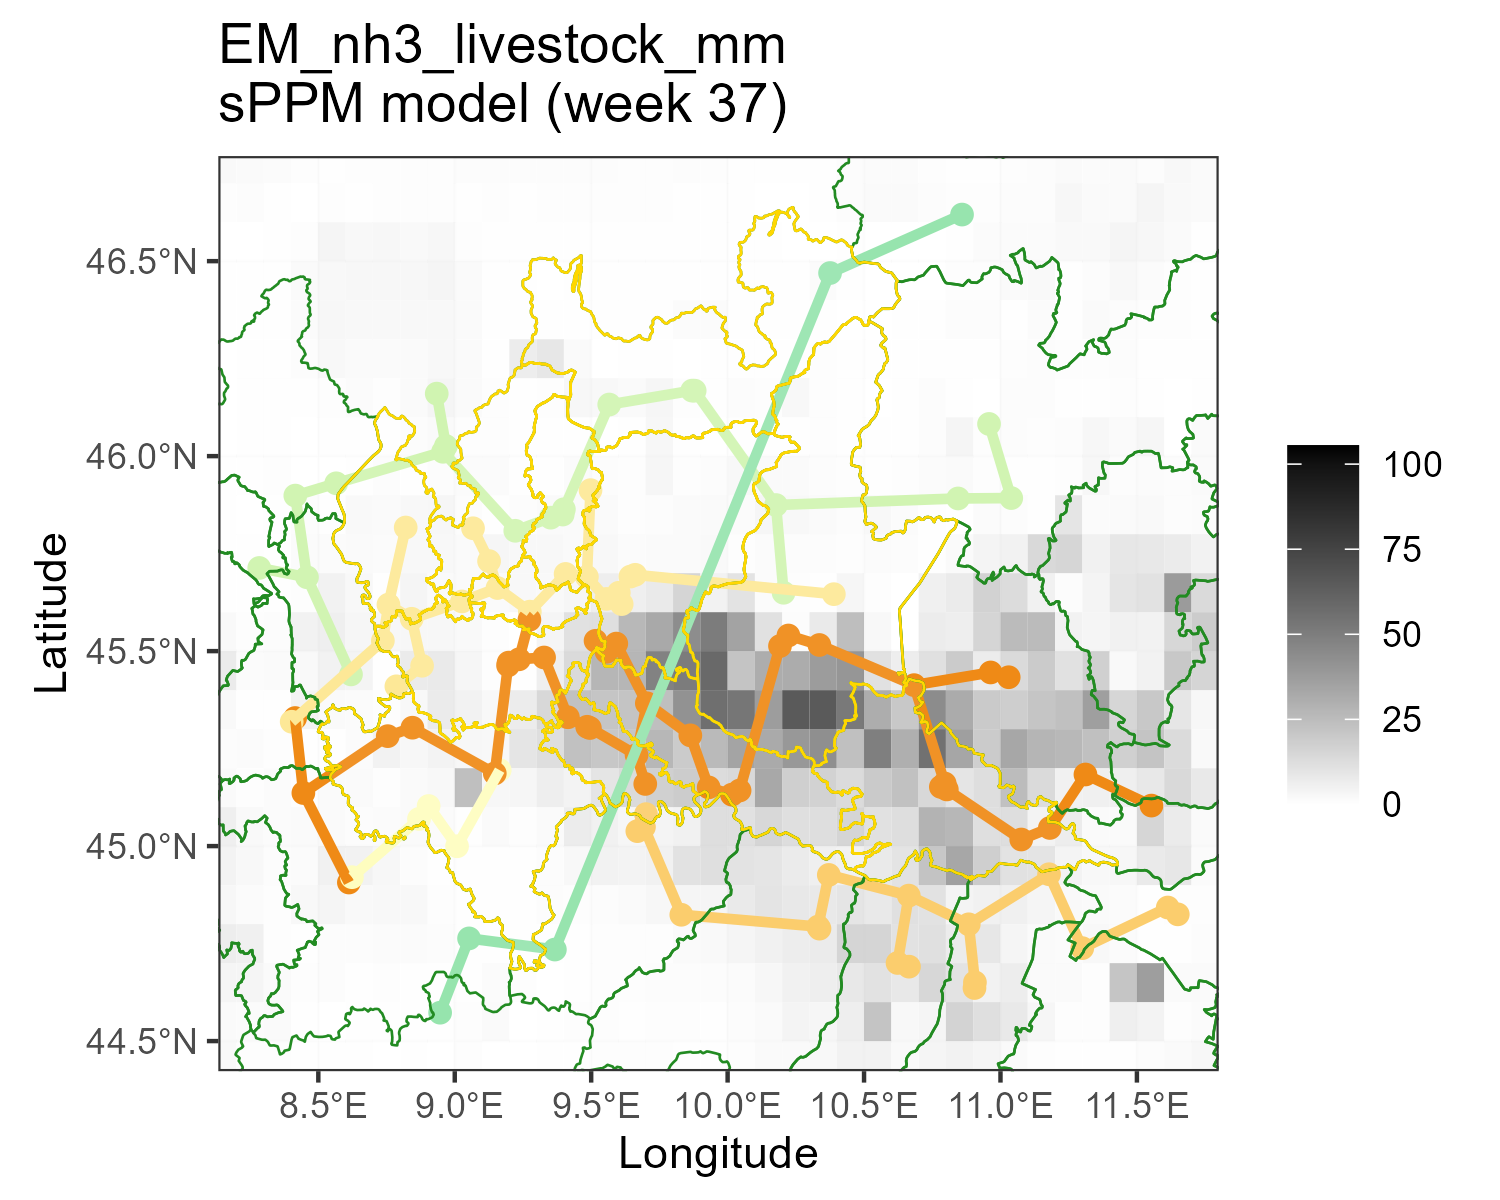 EM_nh3_livestock_mm
sPPM model (week 37)
46.5°N
46.0°N
45.5°N
45.0°N
44.5°N
Latitude
8.5°E 9.0°E 9.5°E 10.0°E 10.5°E 11.0°E 11.5°E
Longitude
100
75
50
25
0